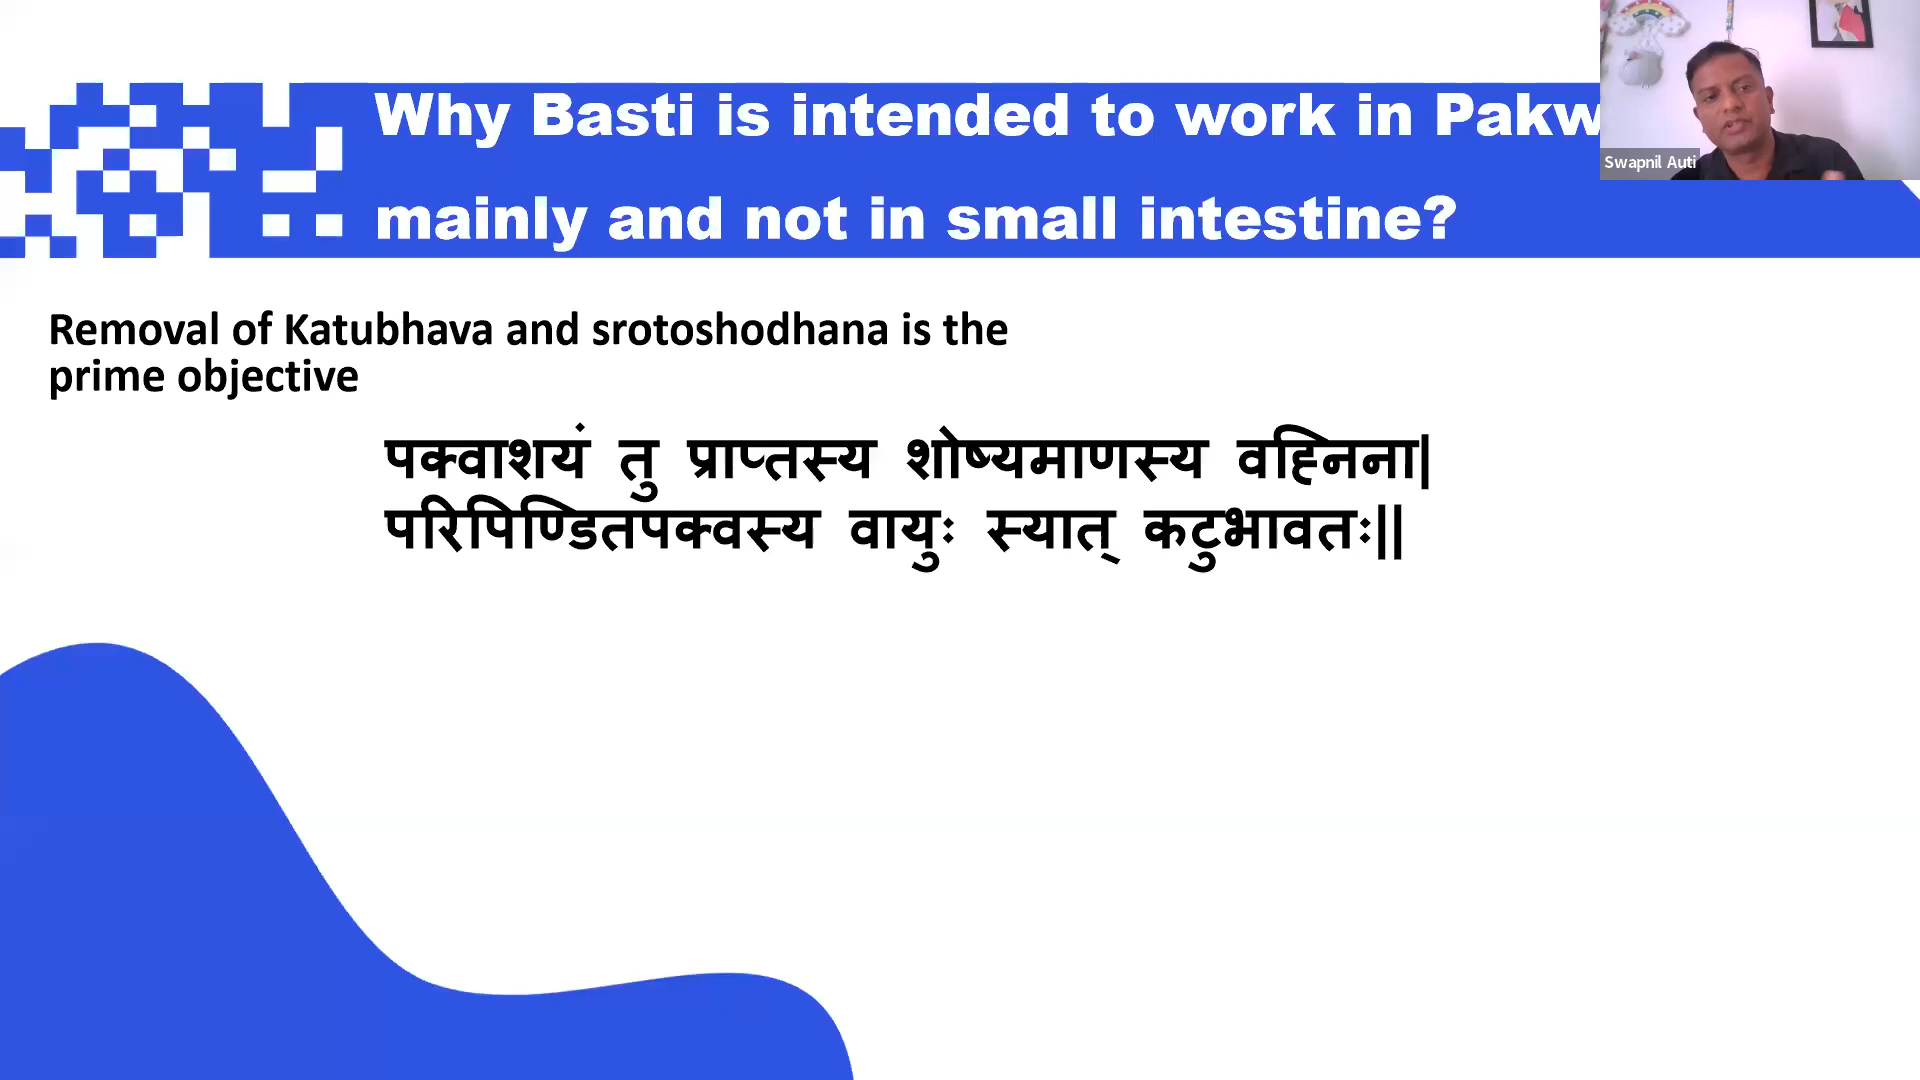 Why Basti is intended to work in Pakw
mainly and not in small intestine?
Swapnil Auti
Removal of Katubhava and srotoshodhana is the
prime objective
पक्वाशयं तु प्राप्तस्य शोष्यमाणस्य वह्निना|
परिपिण्डितपक्वस्य वायुः स्यात् कटुभावतः||